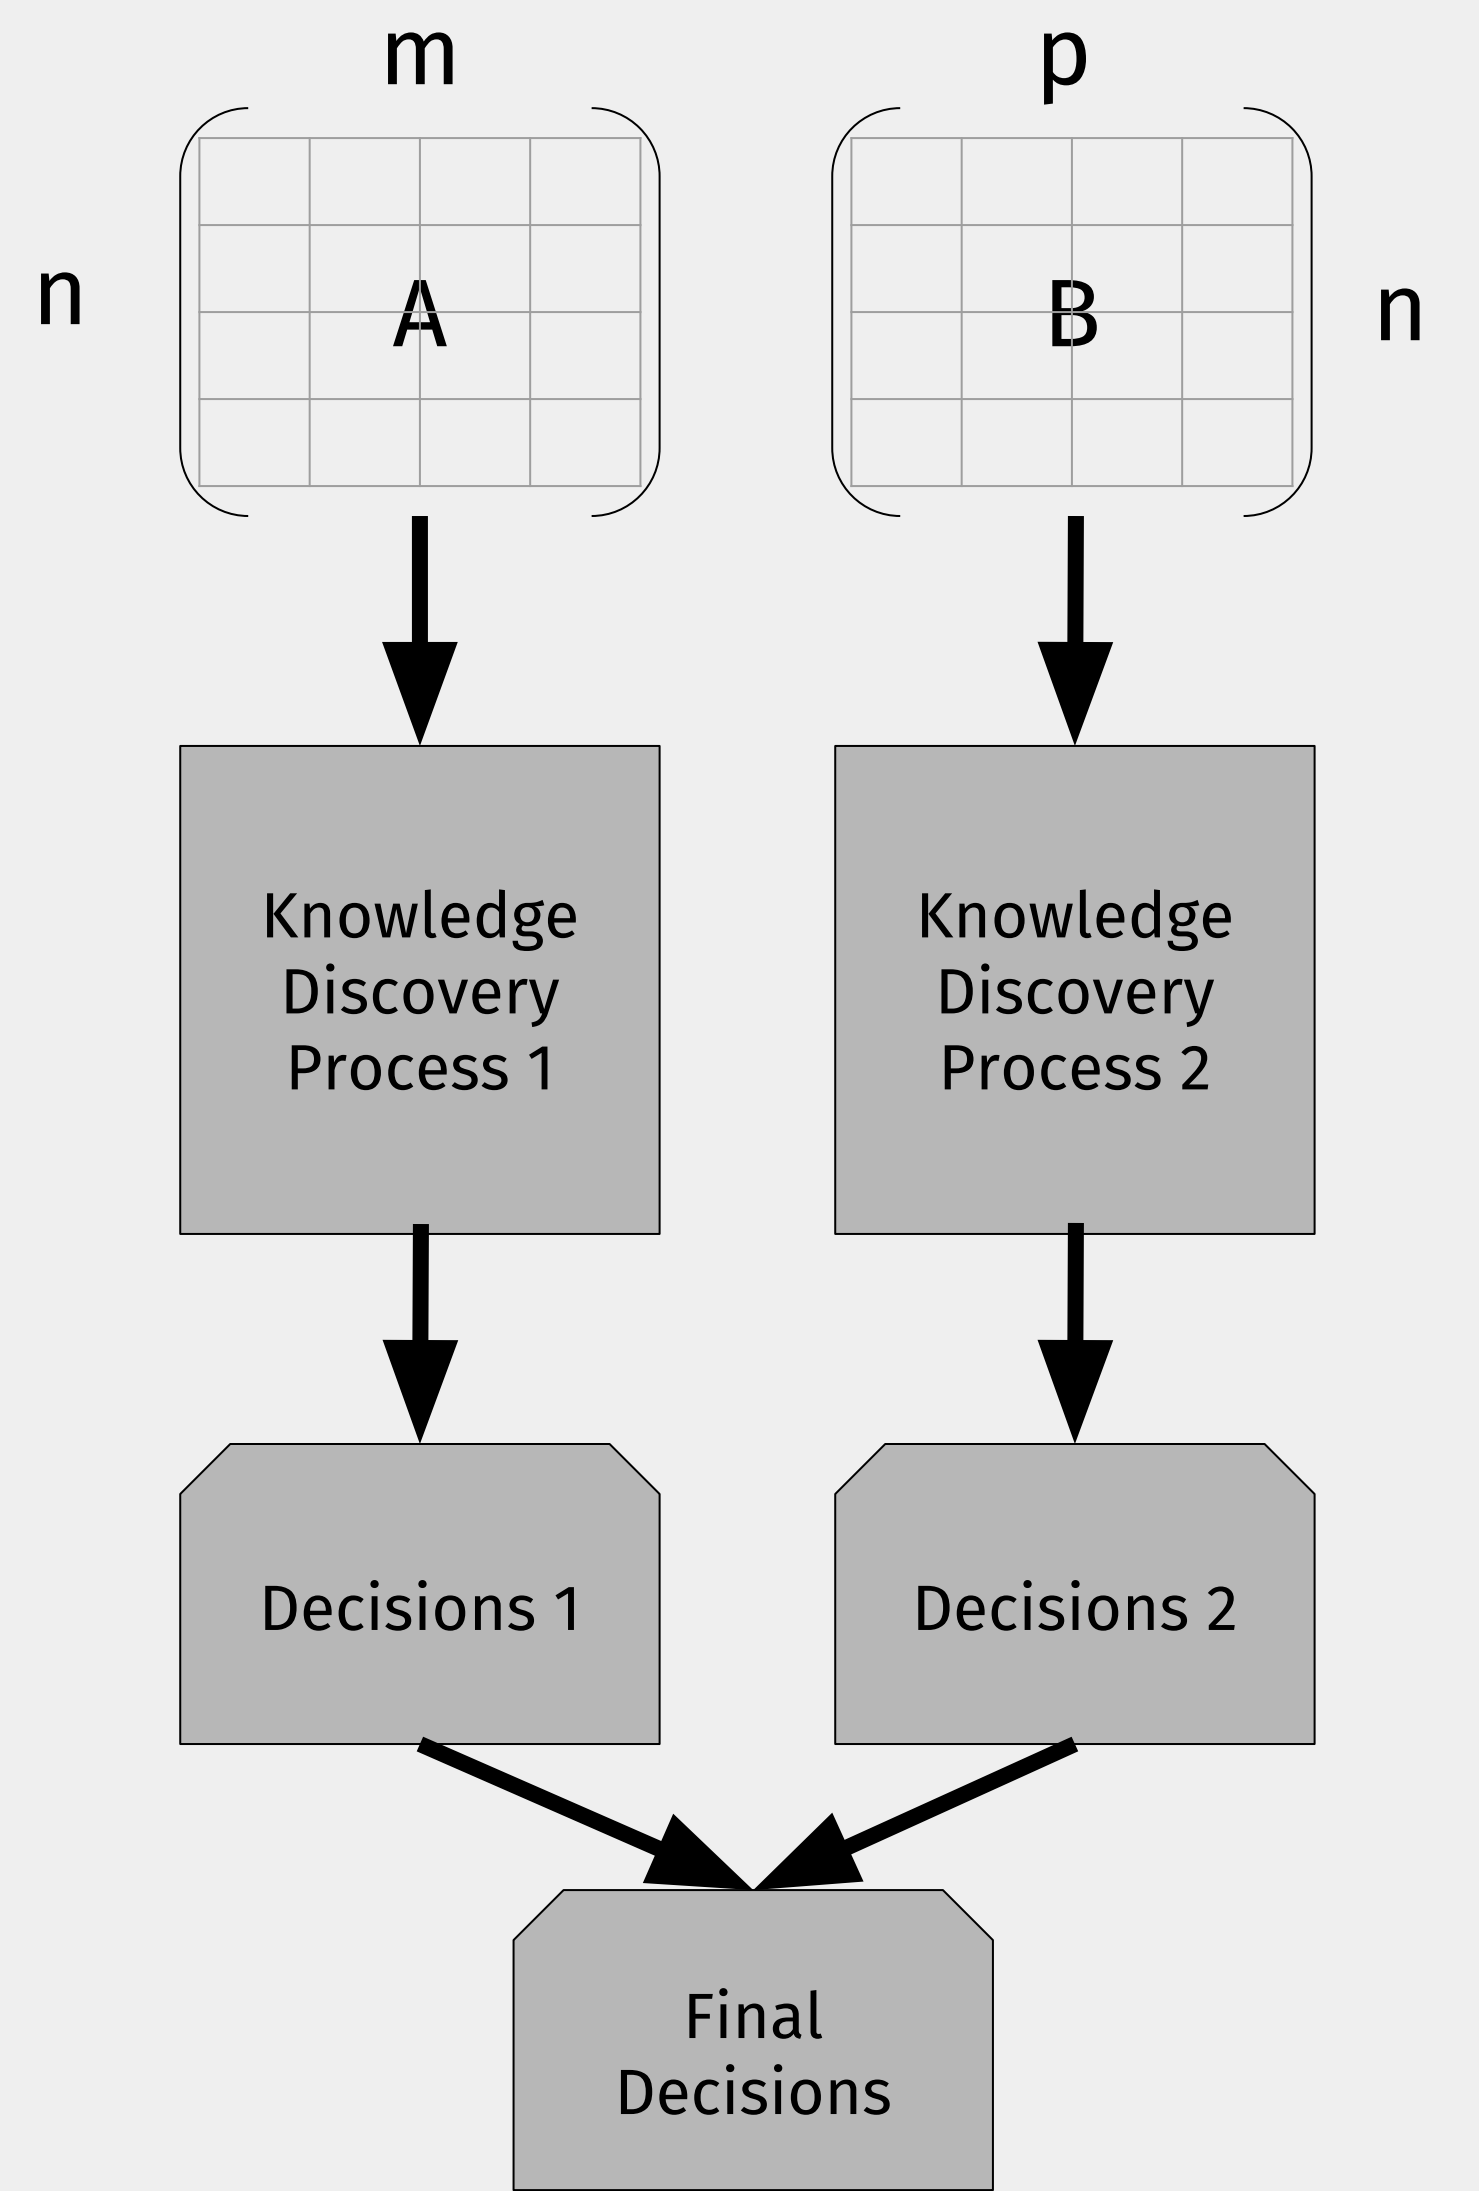 m
p
n
A
B
n
Knowledge
Discovery
Process 1
Knowledge
Discovery
Process 2
Decisions 1
Decisions 2
Final
Decisions